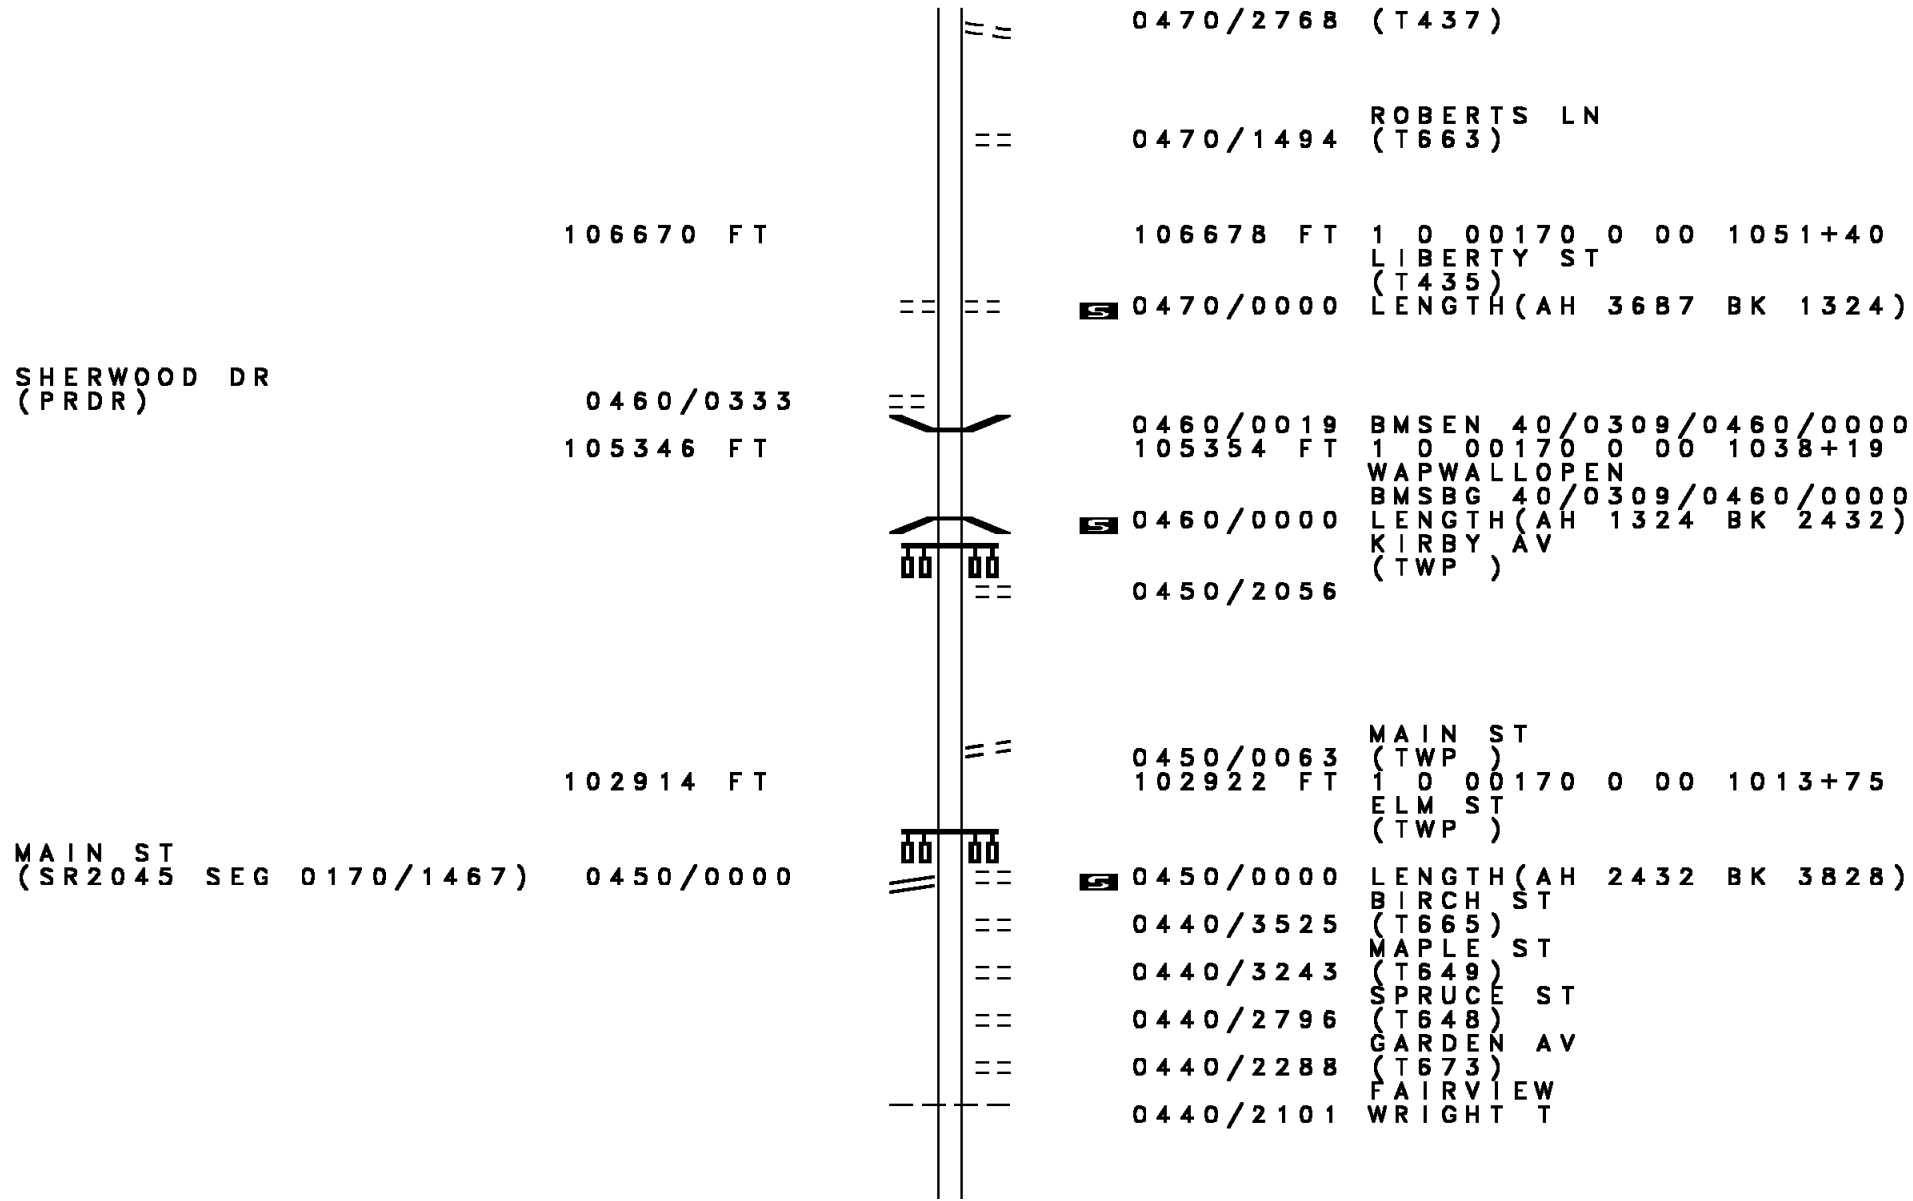 0470/2768 (T437)
ROBERTS LN
0470/1494 (T663)
106670 FT 106678 FT 1 0 00170 0 00 1051+40
LIBERTY ST
(T435)
S 0470/0000 LENGTH(AH 3687 BK 1324)
SHERWOOD DR
(PRDR) 0460/0333
0460/0019 BMSEN 40/0309/0460/0000
105346 FT 105354 FT 1 0 00170 0 00 1038+19
WAPWALLOPEN
BMSBG 40/0309/0460/0000
S 0460/0000 LENGTH(AH 1324 BK 2432)
KIRBY AV
(TWP )
0450/2056
MAIN ST
0450/0063 (TWP )
102914 FT 102922 FT 1 0 00170 0 00 1013+75
ELM ST
(TWP )
MAIN ST
(SR2045 SEG 0170/1467) 0450/0000 S 0450/0000 LENGTH(AH 2432 BK 3828)
BIRCH ST
0440/3525 (T665)
MAPLE ST
0440/3243 (T649)
SPRUCE ST
0440/2796 (T648)
GARDEN AV
0440/2288 (T673)
FAIRVIEW
0440/2101 WRIGHT T